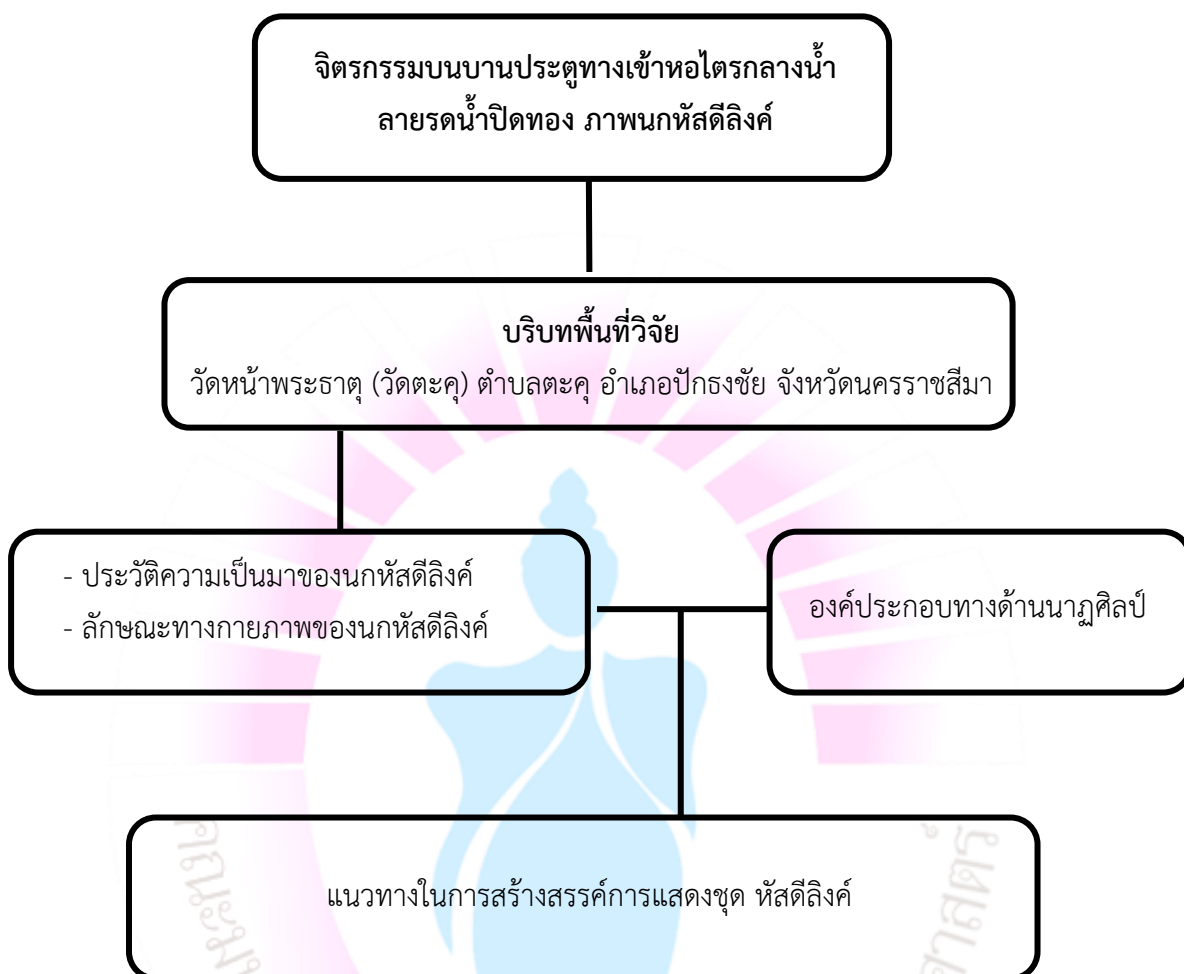 จิตรกรรมบนบานประตูทางเข้าหอไตรกลางน้ำ
ลายรดน้ำปิดทอง ภาพนกหัสดีลิงค์
บริบทพื้นที่วิจัย
วัดหน้าพระธาตุ (วัดตะคุ) ตำบลตะคุ อำเภอปักธงชัย จังหวัดนครราชสีมา
- ประวัติความเป็นมาของนกหัสดีลิงค์
- ลักษณะทางกายภาพของนกหัสดีลิงค์
องค์ประกอบทางด้านนาฏศิลป์
แนวทางในการสร้างสรรค์การแสดงชุด หัสดีลิงค์